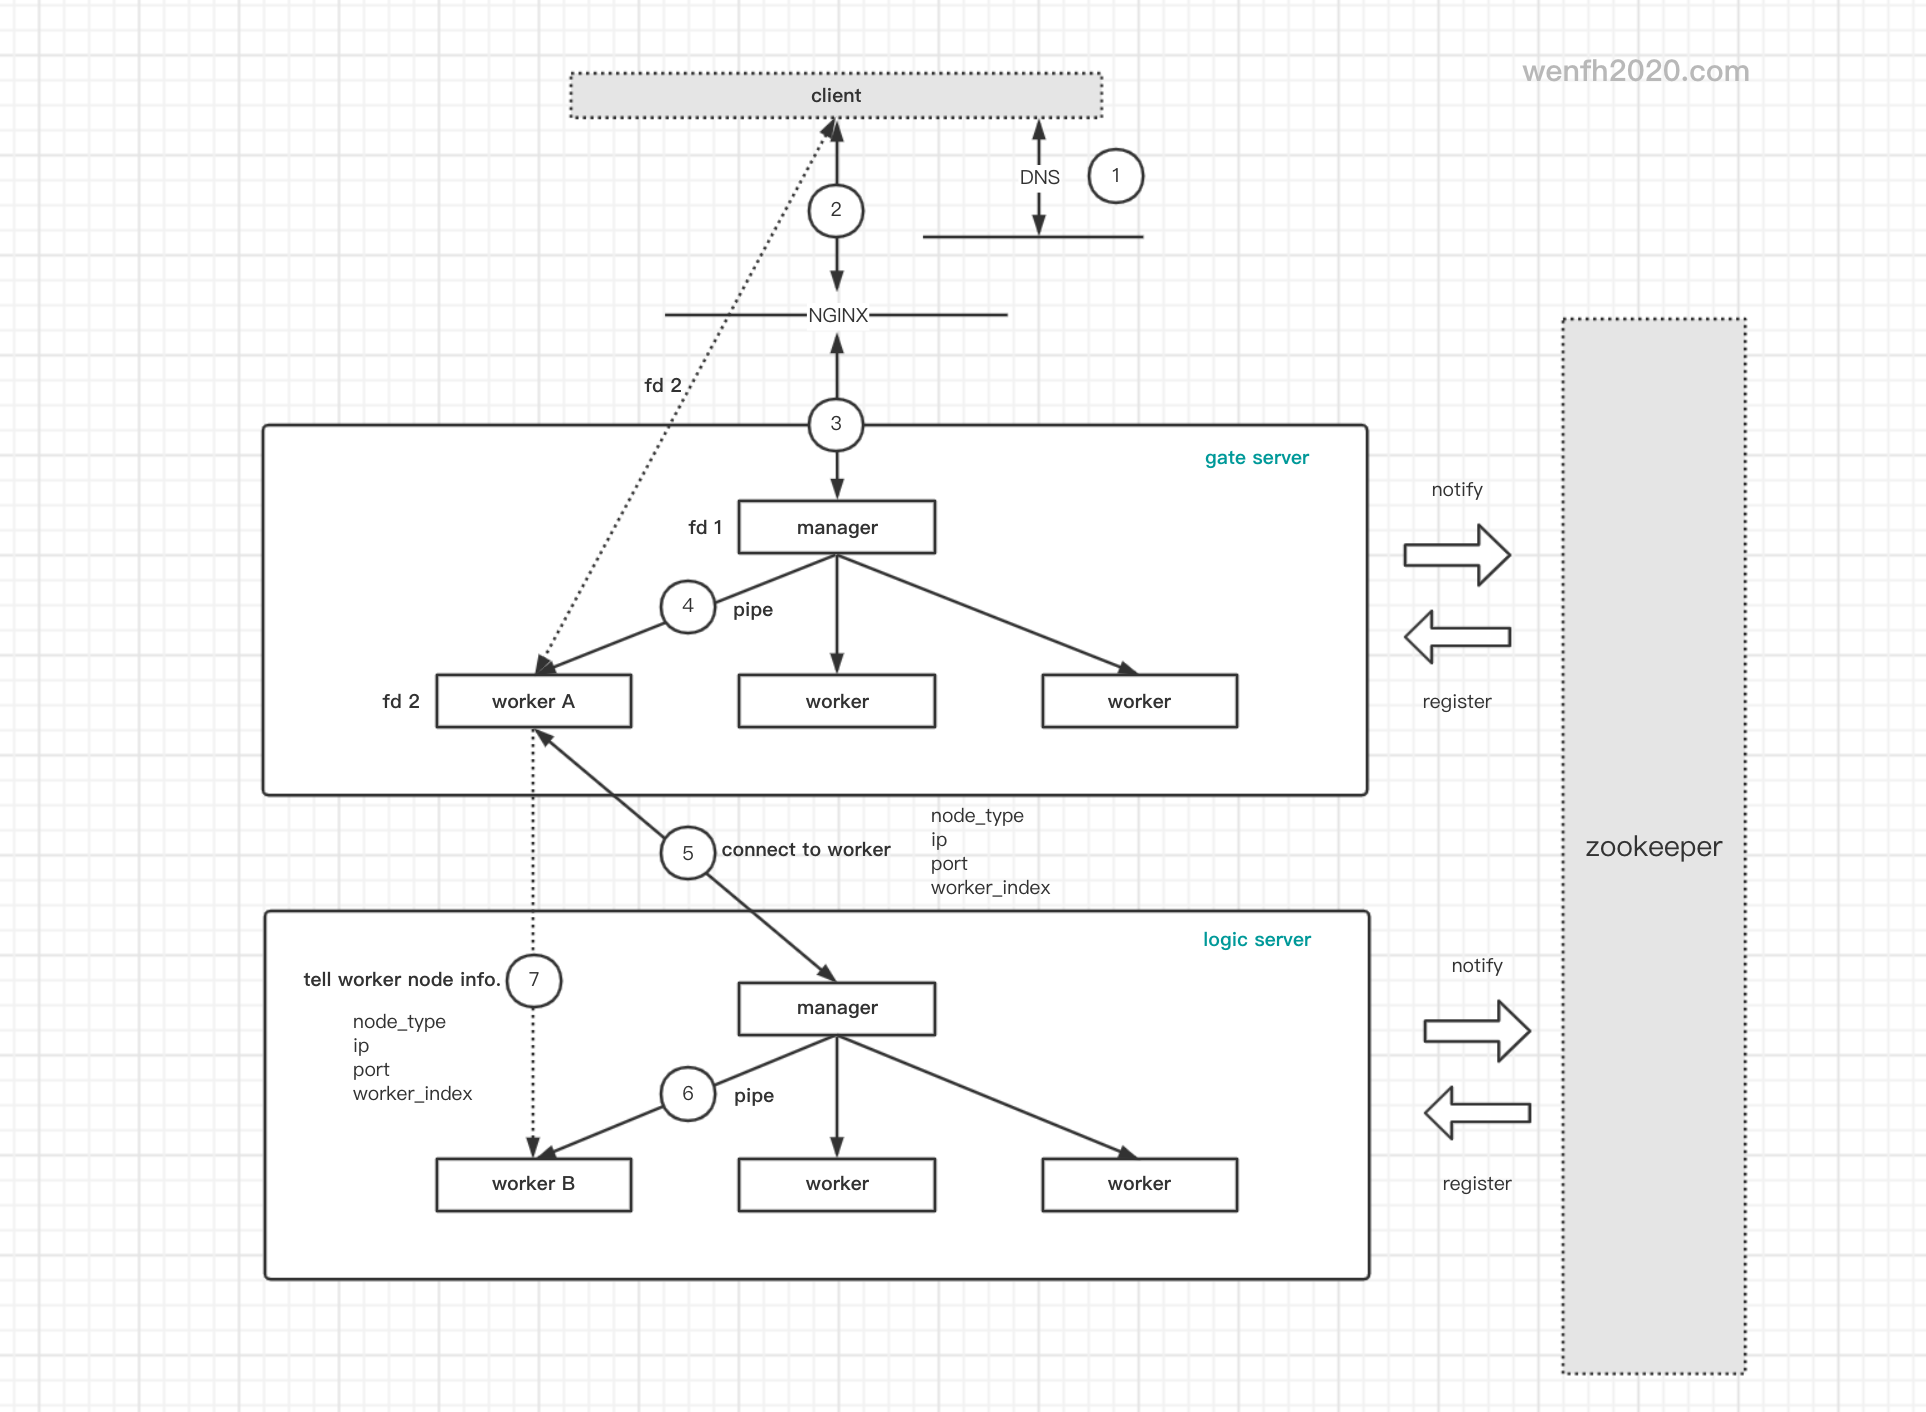 wenfh2020.com
client
DNS
1
2
NGINX
fd 2
3
gate server
notify
fd 1
manager
4
pipe
fd 2
worker A
worker
worker
register
node_type
ip
port
worker_index
5
connect to worker
zookeeper
logic server
notify
tell worker node info.
7
node_type
ip
port
worker_index
manager
6
pipe
worker B
worker
worker
register